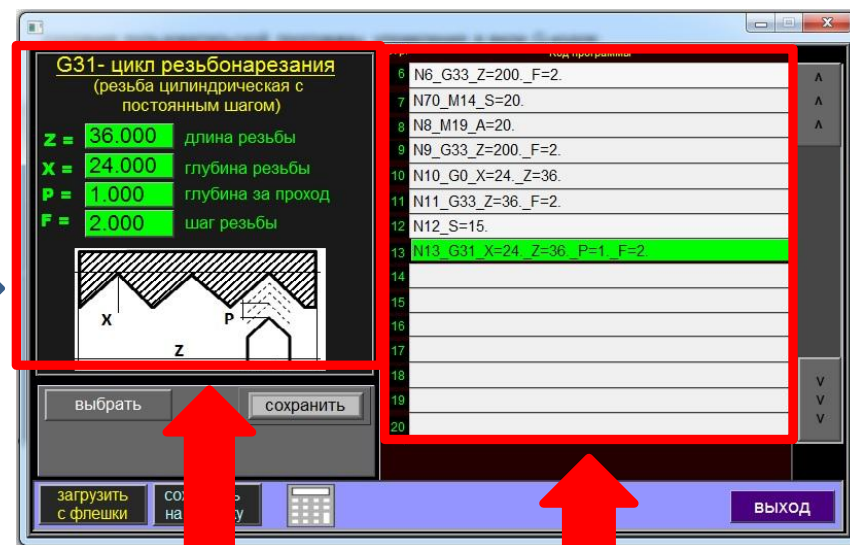 G31- цикл резьбонарезания
(резьба цилиндрическая с
постоянным шагом)
Z = 36.000 длина резьбы
X = 24.000 глубина резьбы
P = 1.000 глубина за проход
F = 2.000 шаг резьбы
X
P
Z
выбрать
сохранить
Код программы
6 N6_G33_Z=200._F=2.
7 N70_M14_S=20.
8 N8_M19_A=20.
9 N9_G33_Z=200._F=2.
10 N10_G0_X=24._Z=36.
11 N11_G33_Z=36._F=2.
12 N12_S=15.
13 N13_G31_X=24._Z=36._P=1._F=2.
14
15
16
17
18
19
20
загрузить
с флешки
на
выход